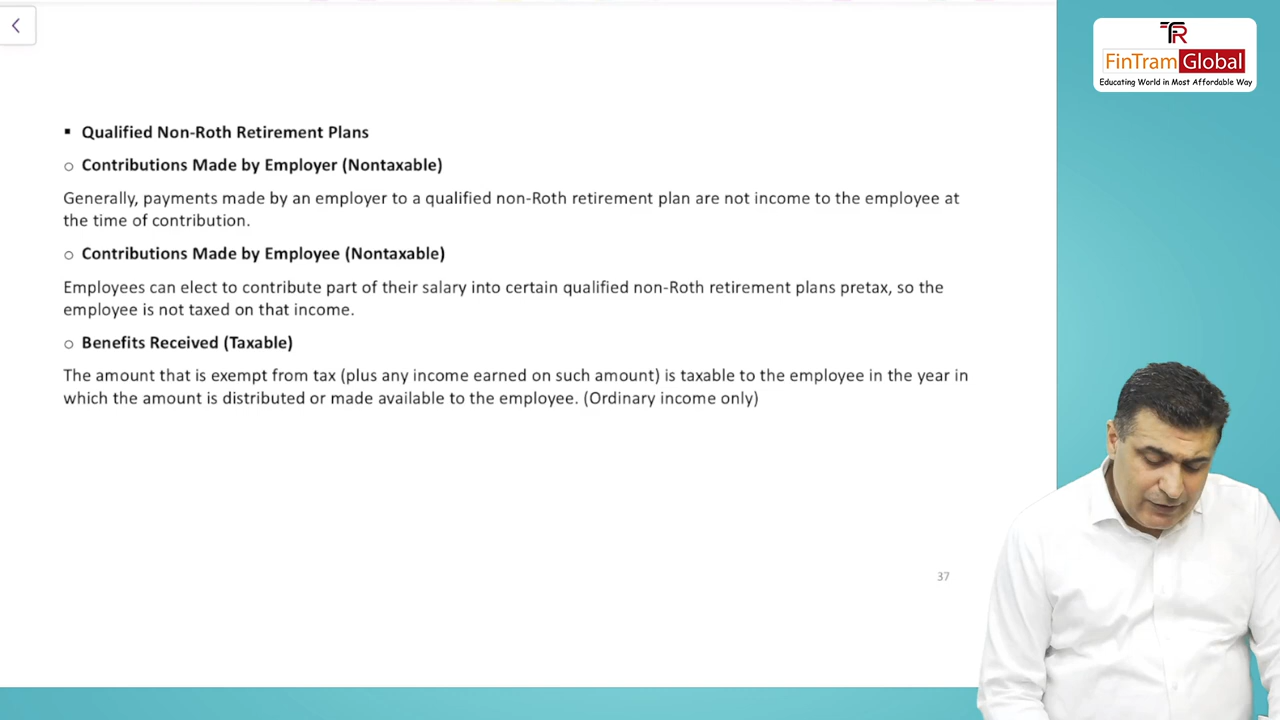 TR
FinTram Global
Educating World in Most Affordable Way
▪ Qualified Non-Roth Retirement Plans
○ Contributions Made by Employer (Nontaxable)
Generally, payments made by an employer to a qualified non-Roth retirement plan are not income to the employee at
the time of contribution.
○ Contributions Made by Employee (Nontaxable)
Employees can elect to contribute part of their salary into certain qualified non-Roth retirement plans pretax, so the
employee is not taxed on that income.
○ Benefits Received (Taxable)
The amount that is exempt from tax (plus any income earned on such amount) is taxable to the employee in the year in
which the amount is distributed or made available to the employee. (Ordinary income only)
37